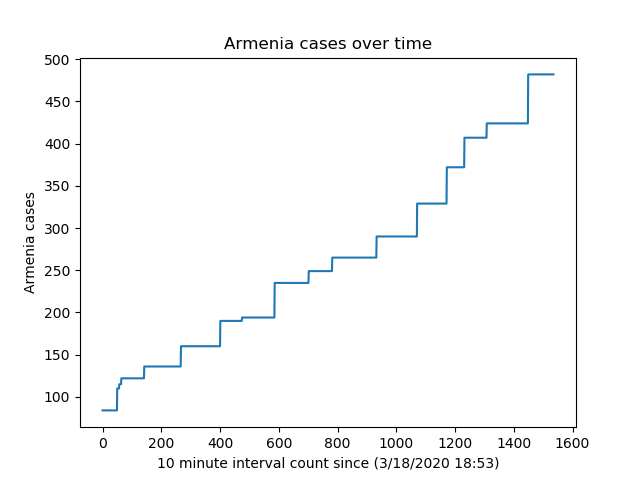 Armenia cases over time
Armenia cases
500
450
400
350
300
250
200
150
100
0 200 400 600 800 1000 1200 1400 1600
10 minute interval count since (3/18/2020 18:53)